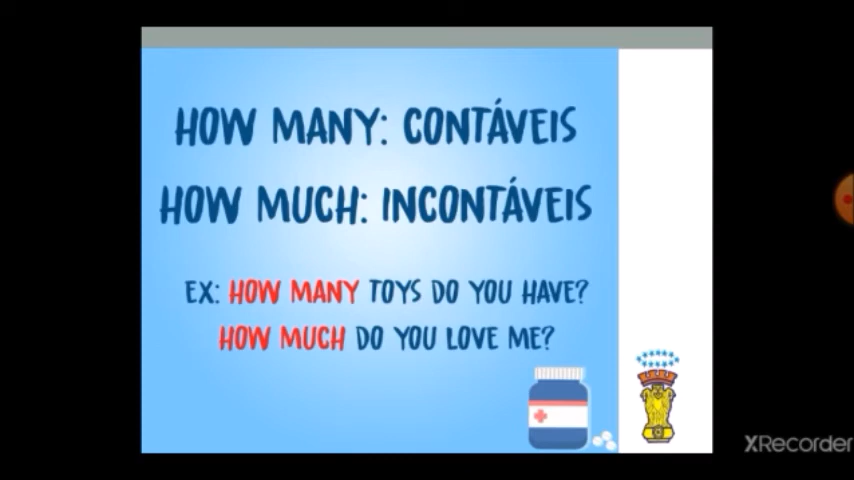 HOW MANY: CONTÁVEIS
HOW MUCH: INCONTÁVEIS
EX: HOW MANY TOYS DO YOU HAVE?
HOW MUCH DO YOU LOVE ME?
XRecorder